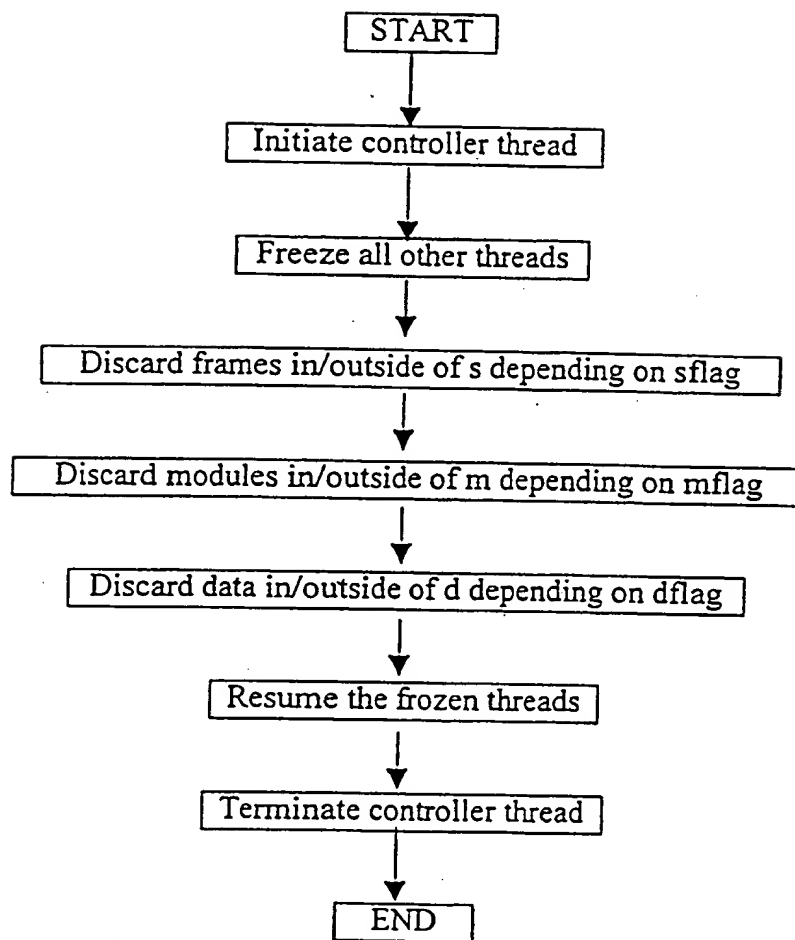 START
Initiate controller thread
Freeze all other threads
Discard frames in/outside of s depending on sflag
Discard modules in/outside of m depending on mflag
Discard data in/outside of d depending on dflag
Resume the frozen threads
Terminate controller thread
END